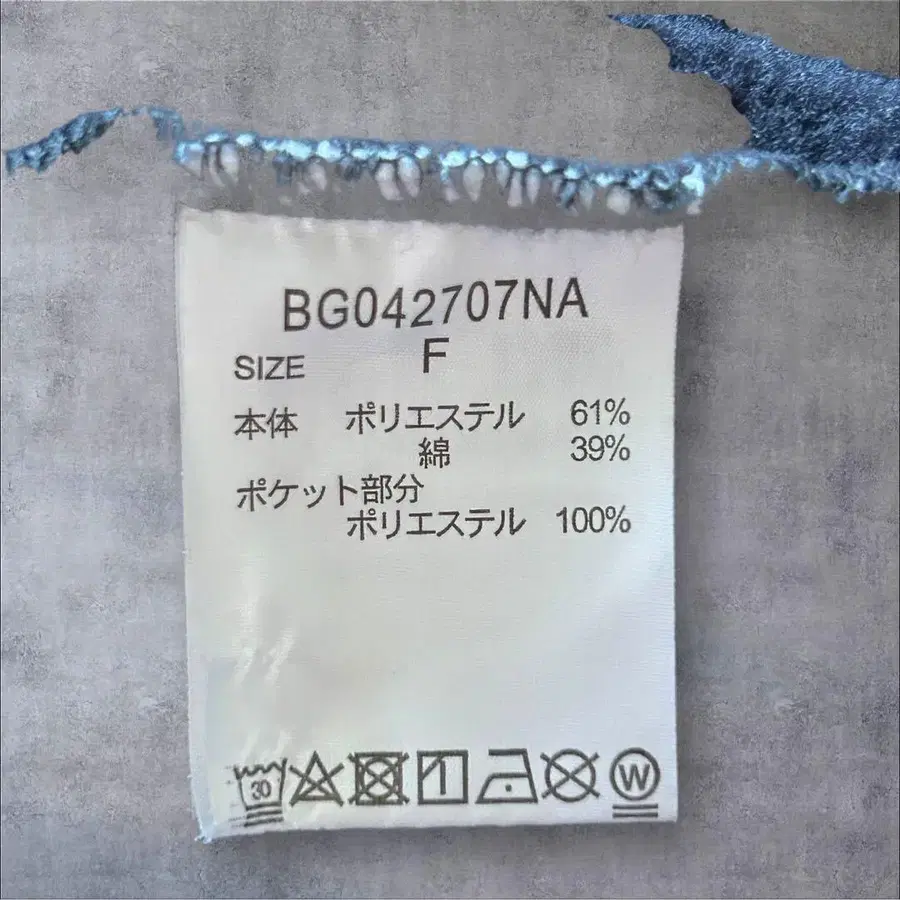 BG042707NA
SIZE F
本体 ポリエステル 61%
綿 39%
ポケット部分
ポリエステル 100%
30 W